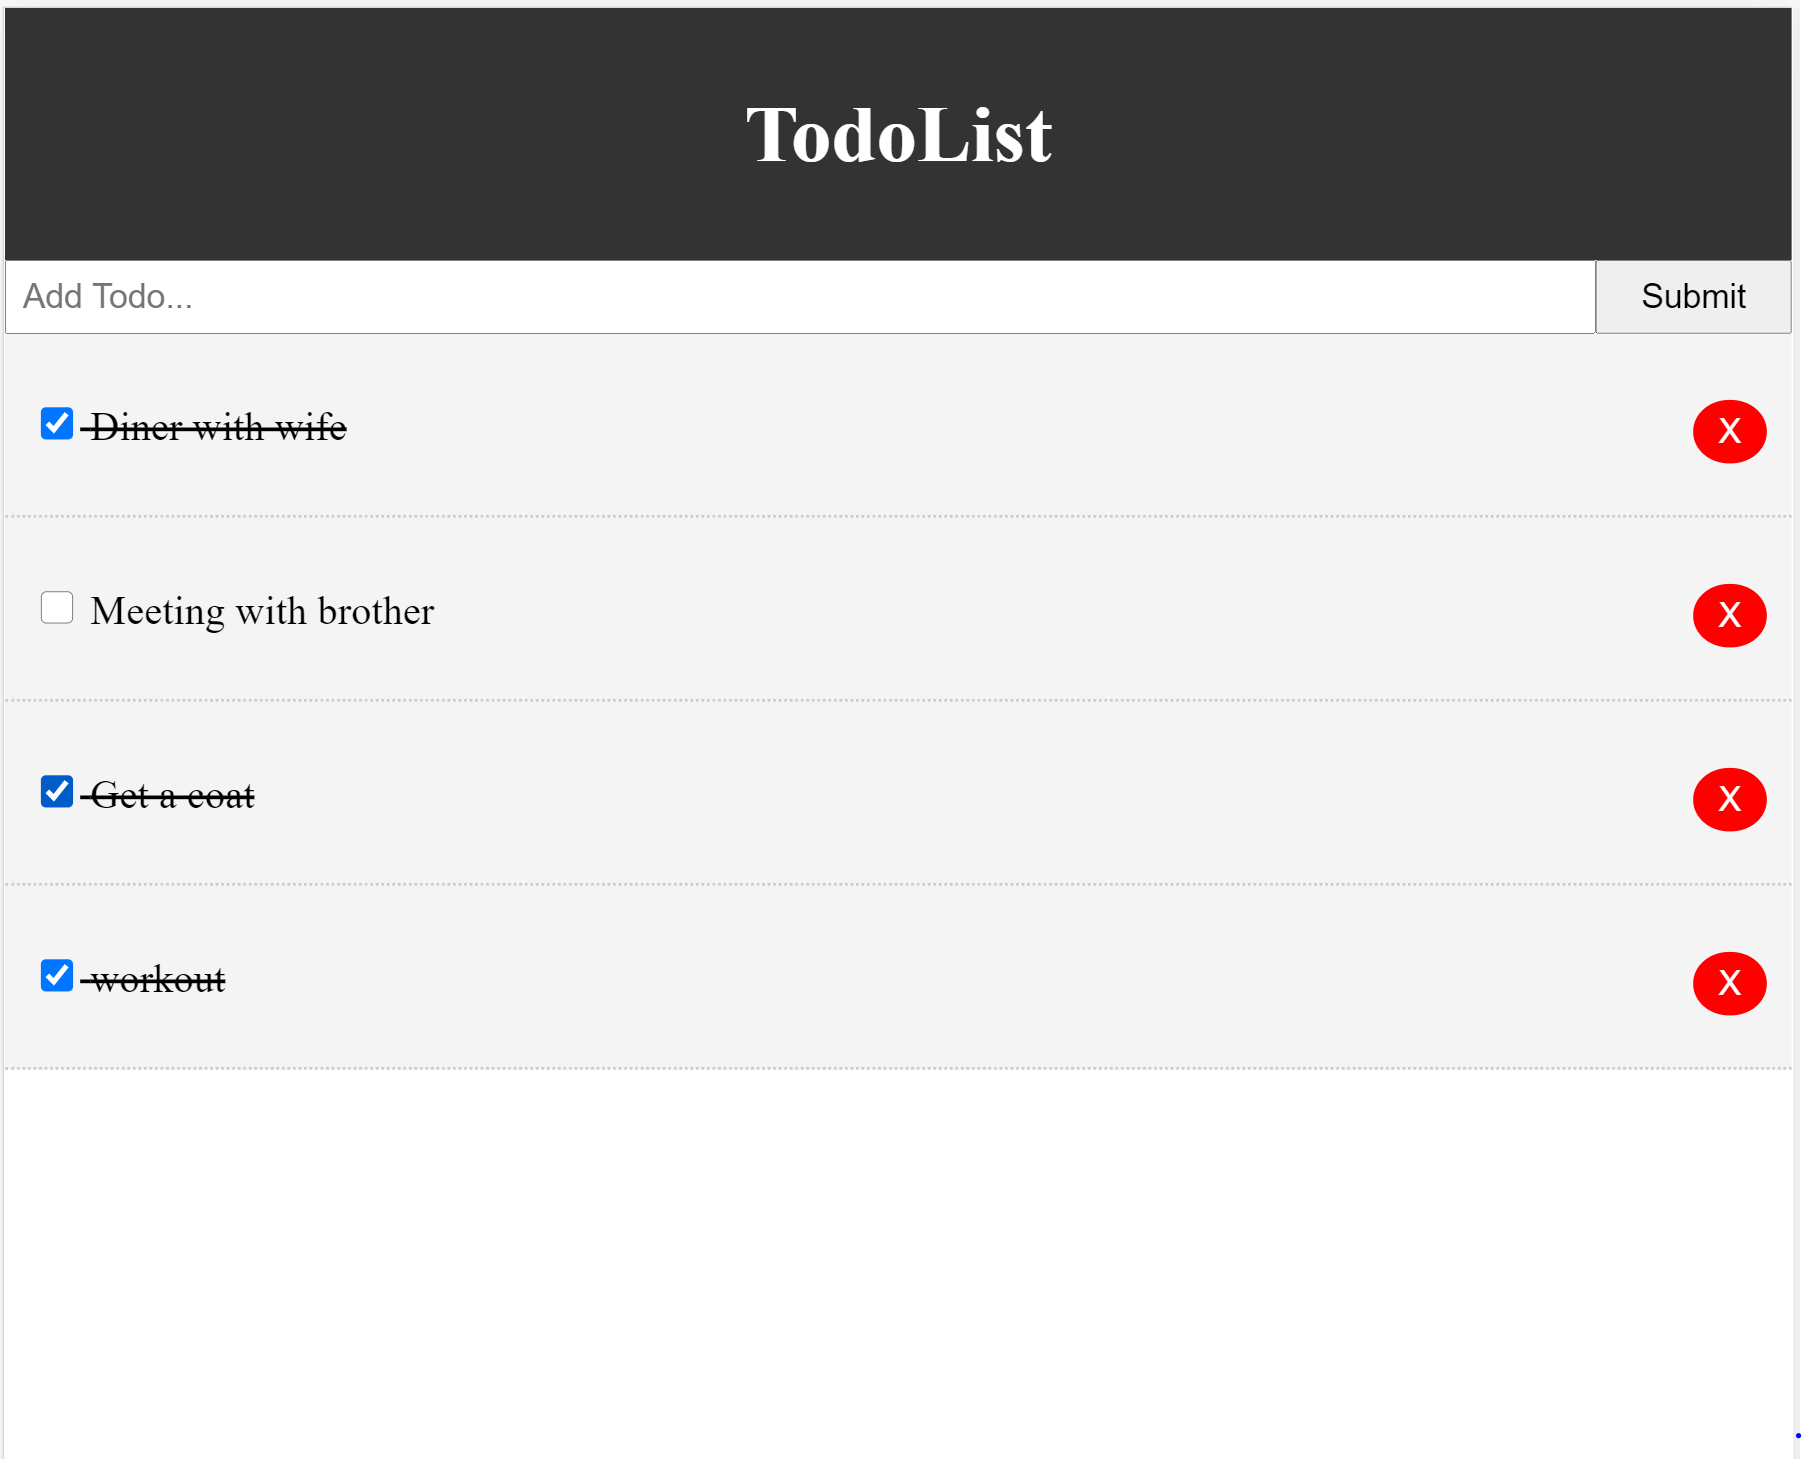 TodoList
Add Todo...
Submit
Diner with wife
X
Meeting with brother
X
Get a coat
X
workout
X